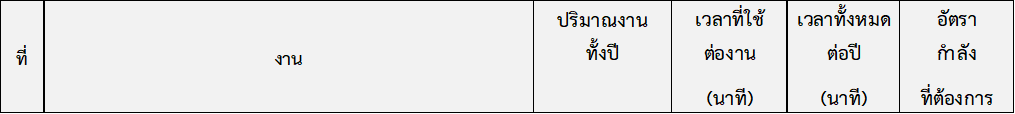 ที่
งาน
ปริมาณงาน
ทั้งปี
เวลาที่ใช้
ต่องาน
(นาที)
เวลาทั้งหมด
ต่อปี
(นาที)
อัตรา
กำลัง
ที่ต้องการ